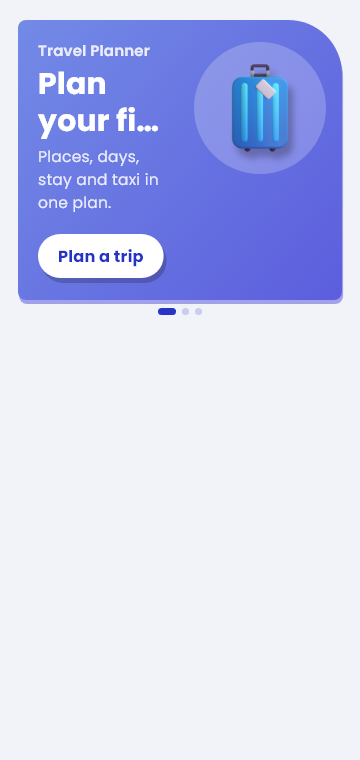 Travel Planner
Plan
your fi...
Places, days,
stay and taxi in
one plan.
Plan a trip